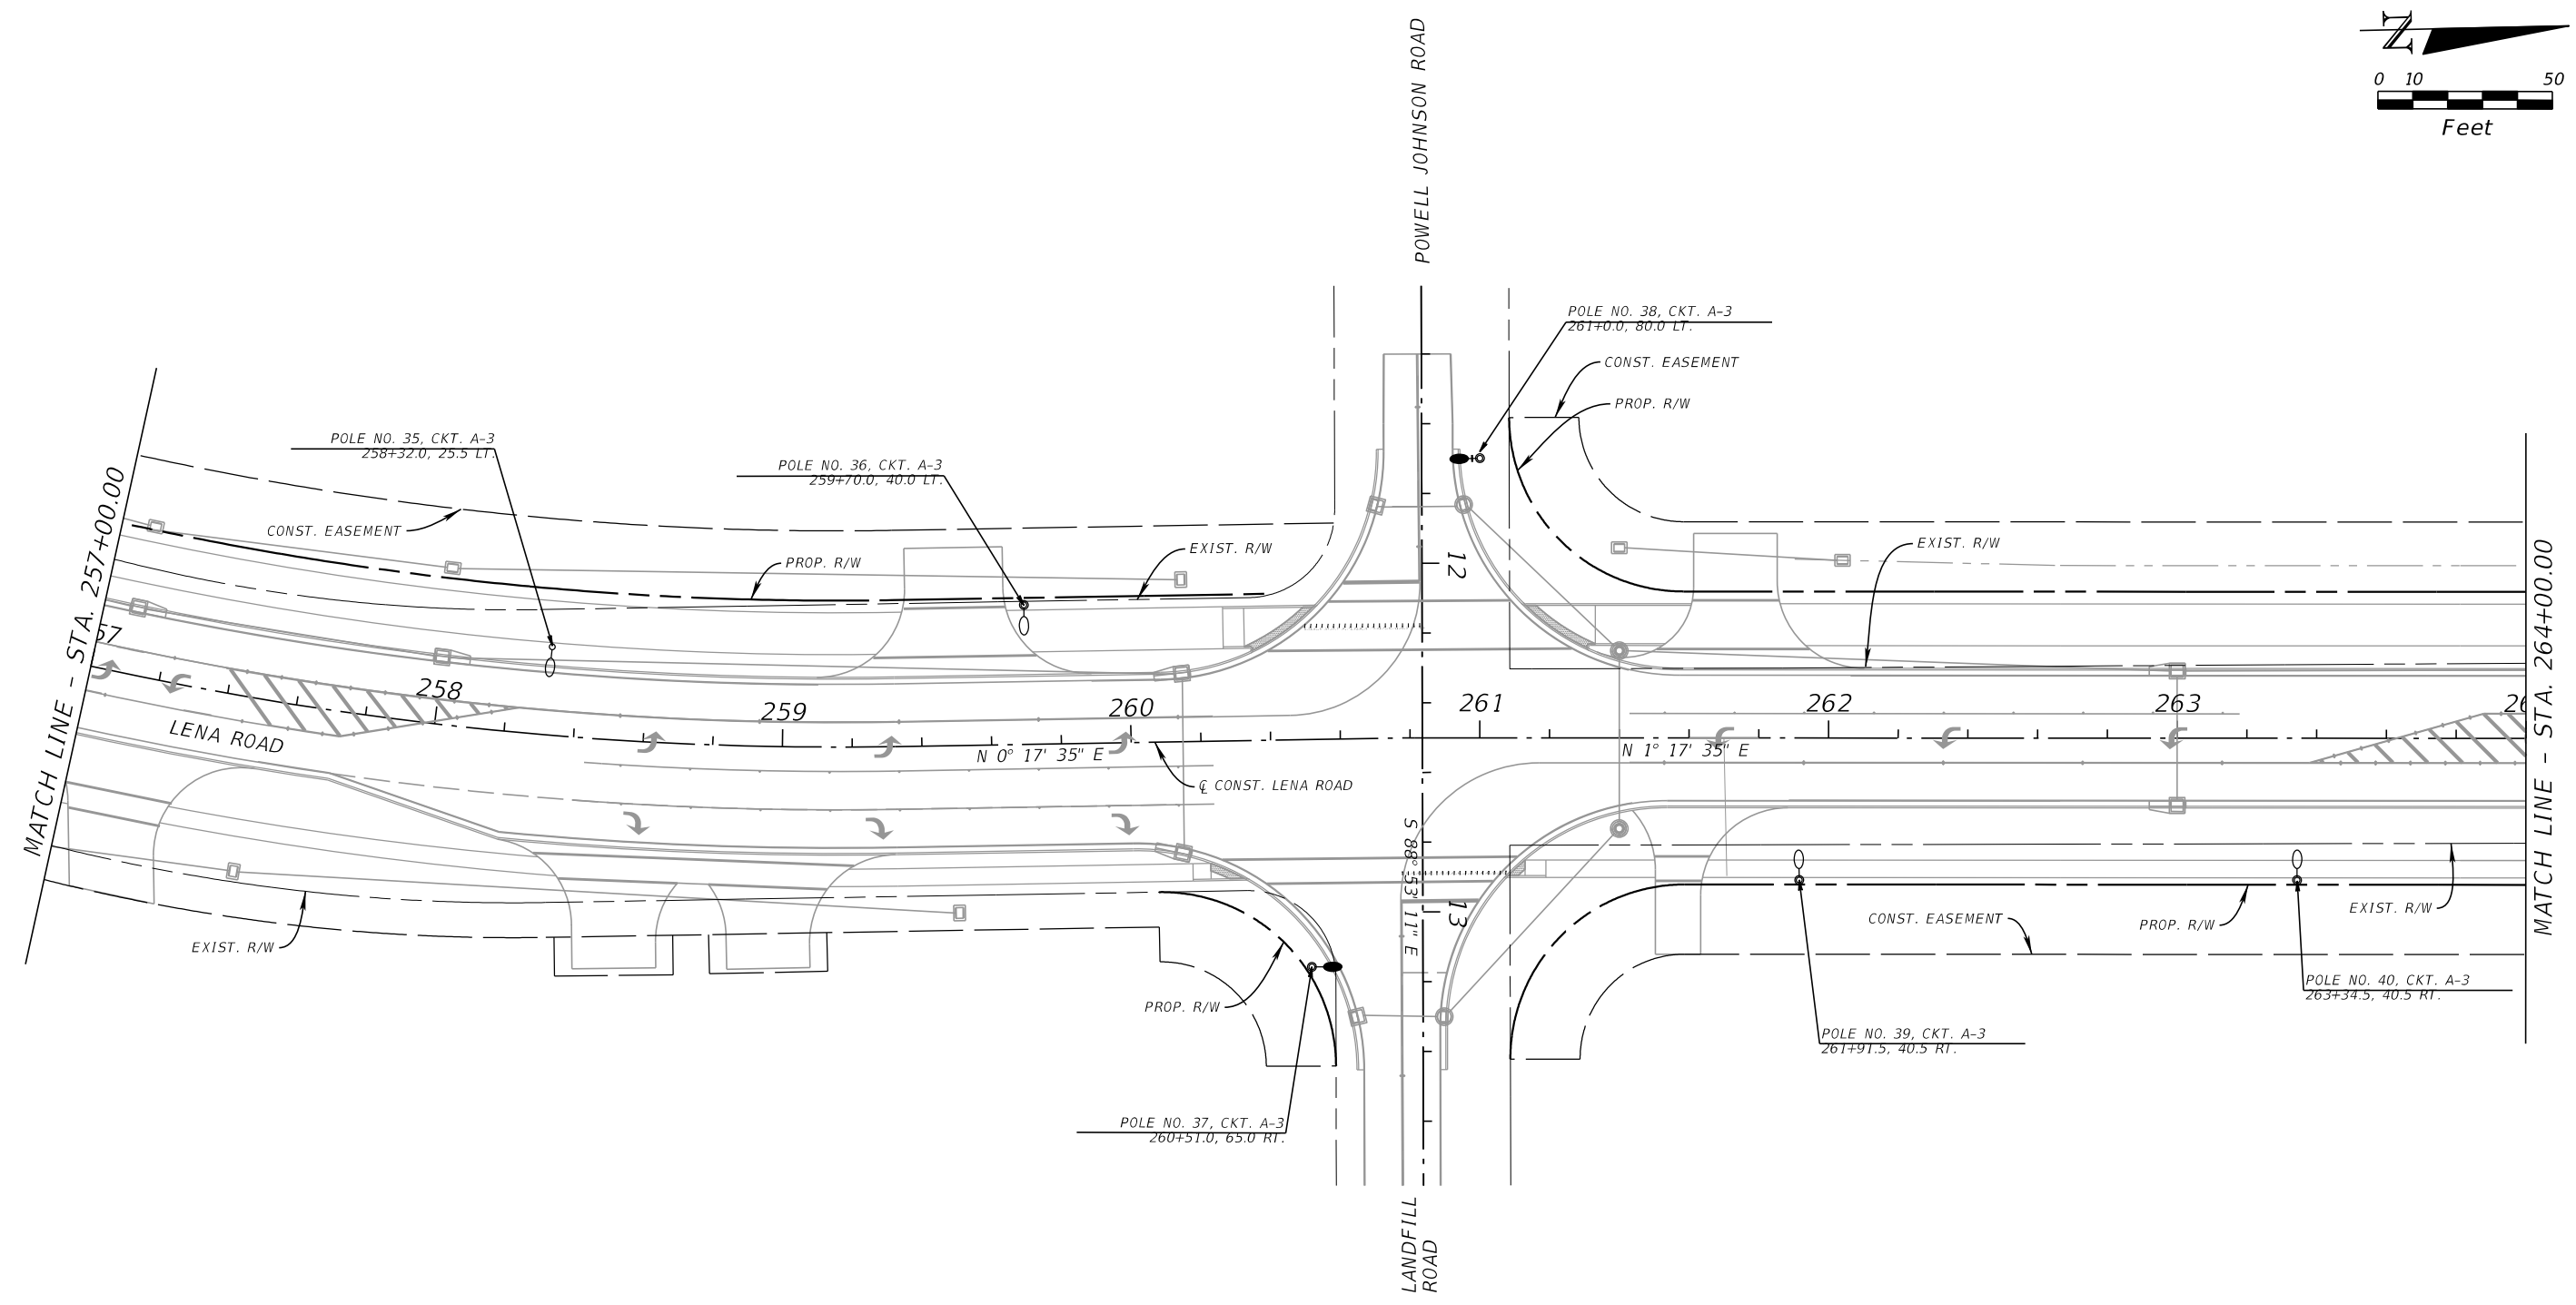 N
0 10 50
Feet
POWELL JOHNSON ROAD
POLE NO. 38, CKT. A-3
261+0.0, 80.0 LT.
CONST. EASEMENT
PROP. R/W
POLE NO. 35, CKT. A-3
258+32.0, 25.5 LT.
POLE NO. 36, CKT. A-3
259+70.0, 40.0 LT.
CONST. EASEMENT
PROP. R/W
EXIST. R/W
EXIST. R/W
12
MATCH LINE - STA. 257+00.00
57
258
259
260
261
262
263
26
MATCH LINE - STA. 264+00.00
LENA ROAD
N 0° 17' 35" E
N 1° 17' 35" E
℄ CONST. LENA ROAD
S 88° 53' 11" E
13
EXIST. R/W
PROP. R/W
CONST. EASEMENT
PROP. R/W
EXIST. R/W
POLE NO. 40, CKT. A-3
263+34.5, 40.5 RT.
POLE NO. 39, CKT. A-3
261+91.5, 40.5 RT.
POLE NO. 37, CKT. A-3
260+51.0, 65.0 RT.
LANDFILL
ROAD